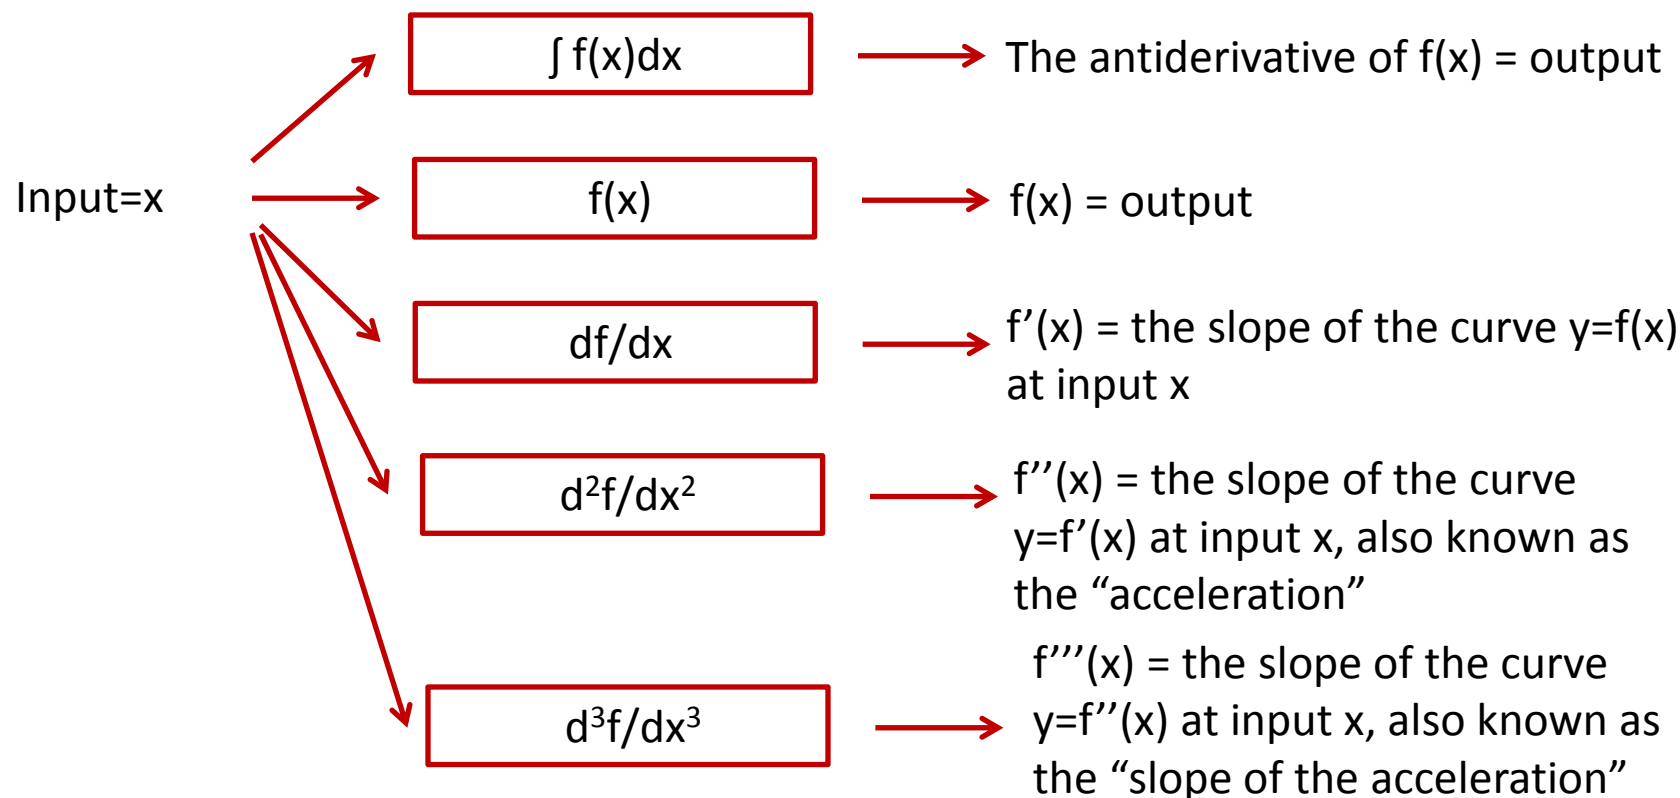 ∫ f(x)dx
The antiderivative of f(x) = output
Input=x
f(x)
f(x) = output
df/dx
f’(x) = the slope of the curve y=f(x)
at input x
d²f/dx²
f’’(x) = the slope of the curve
y=f’(x) at input x, also known as
the “acceleration”
d³f/dx³
f’’’(x) = the slope of the curve
y=f’’(x) at input x, also known as
the “slope of the acceleration”